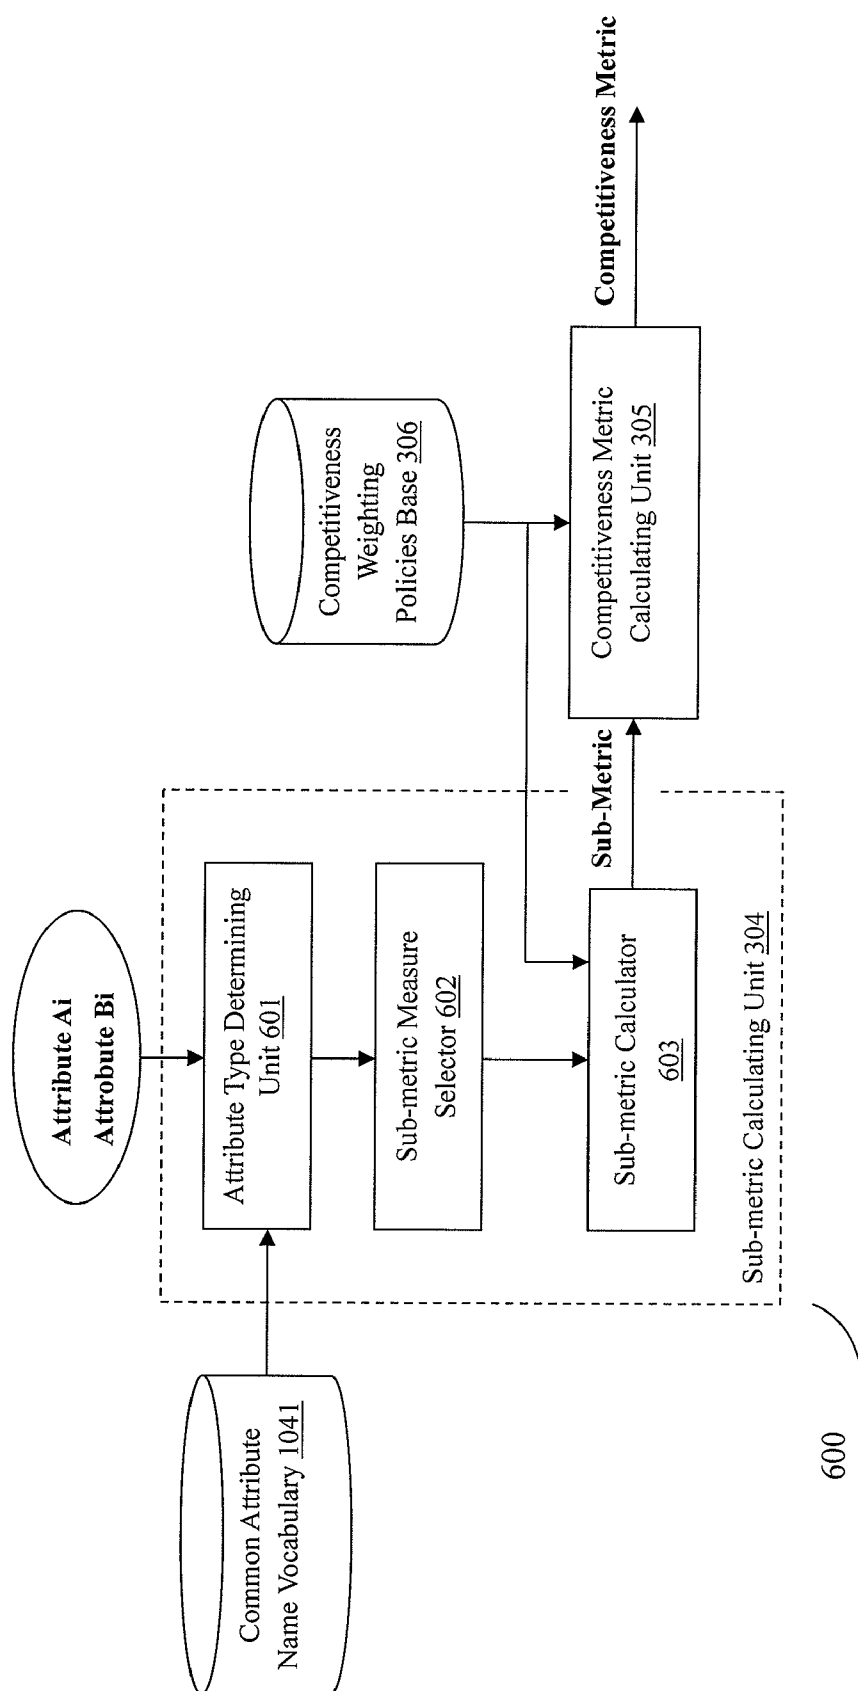 Attribute Ai
Attrobute Bi
Common Attribute
Name Vocabulary 1041
Attribute Type Determining
Unit 601
Sub-metric Measure
Selector 602
Sub-metric Calculator
603
Sub-metric Calculating Unit 304
Sub-Metric
Competitiveness
Weighting
Policies Base 306
Competitiveness Metric
Calculating Unit 305
Competitiveness Metric
600